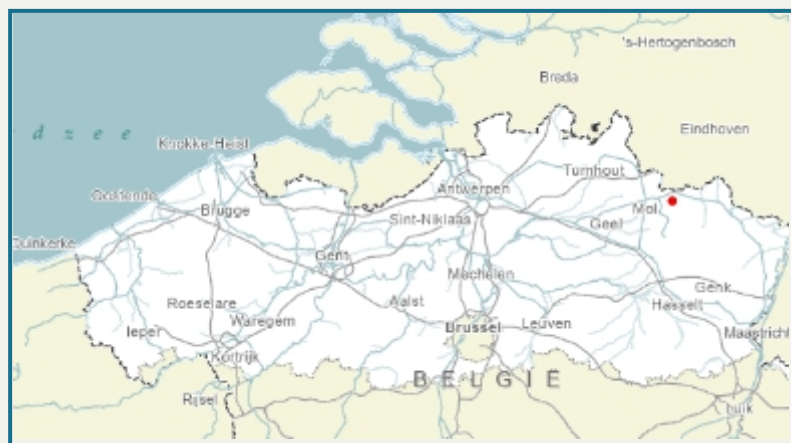 's-Hertogenbosch
Breda
Eindhoven
d z e e
Knokke-Heist
Turnhout
Oostende
Antwerpen
Brugge
Mol
Sint-Niklaas
Geel
Duinkerke
Gent
Mechelen
Genk
Roeselare
Aalst
Hasselt
Ieper
Waregem
Brussel
Leuven
Maastricht
Kortrijk
BELGIË
Rijsel
Luik